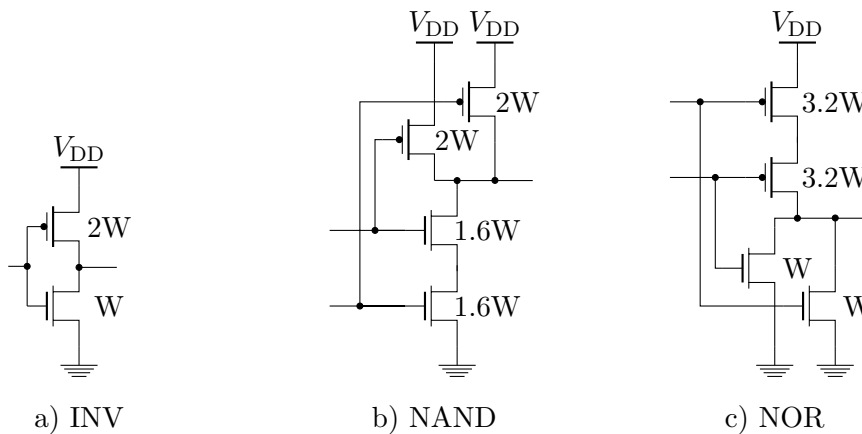 V_DD
2W
W
a) INV
V_DD V_DD
2W
2W
1.6W
1.6W
b) NAND
V_DD
3.2W
3.2W
W
W
c) NOR